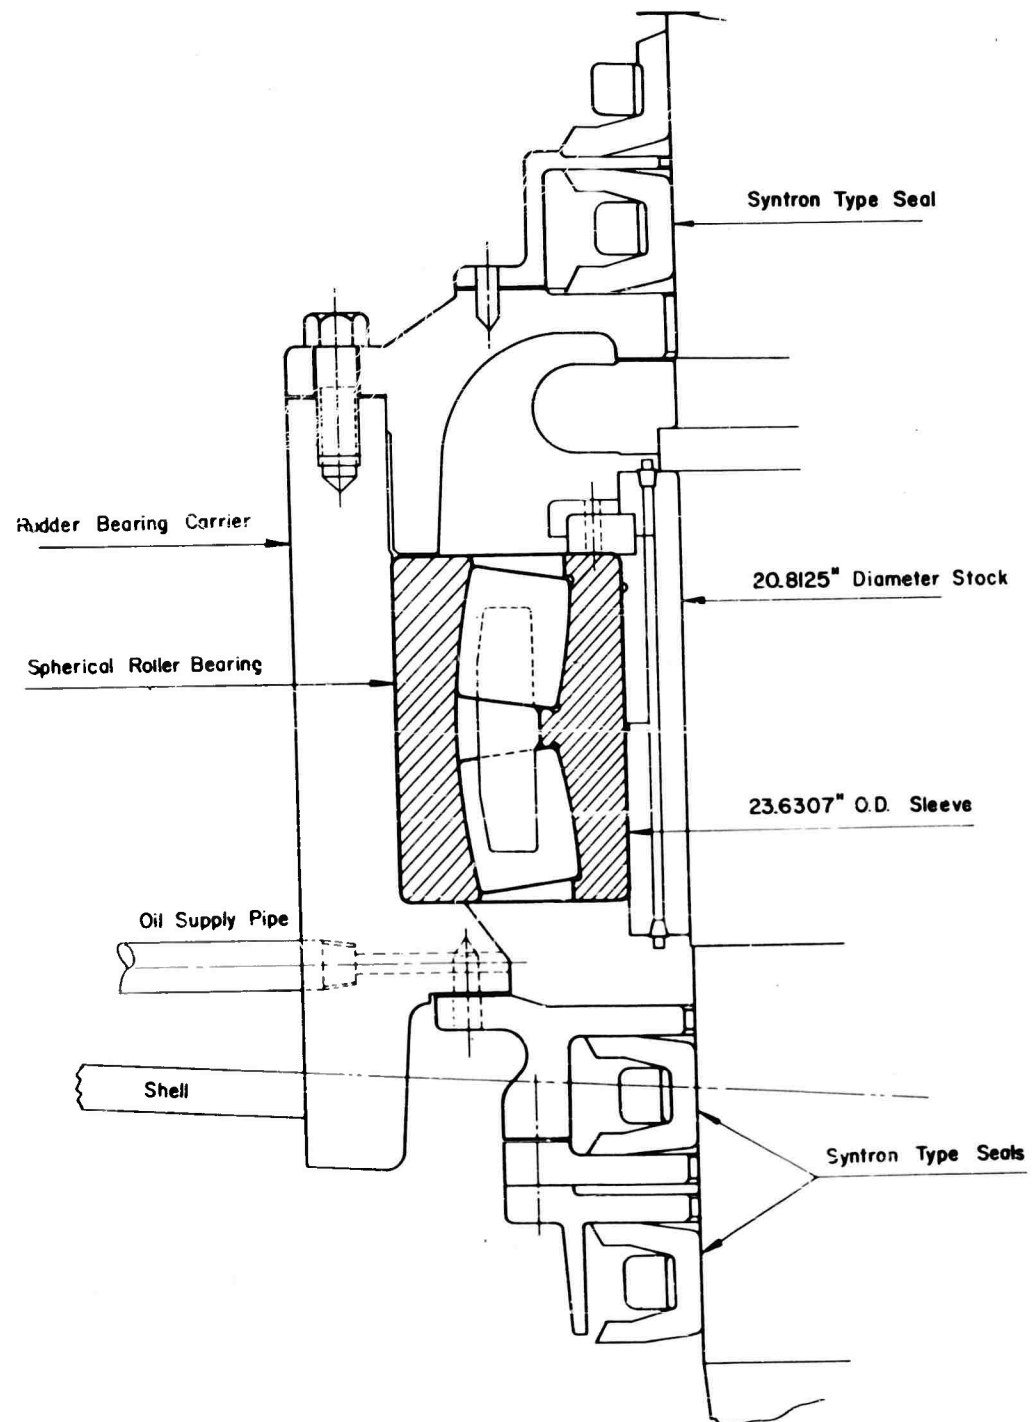 Syntron Type Seal
Rudder Bearing Carrier
20.8125" Diameter Stock
Spherical Roller Bearing
23.6307" O.D. Sleeve
Oil Supply Pipe
Shell
Syntron Type Seals